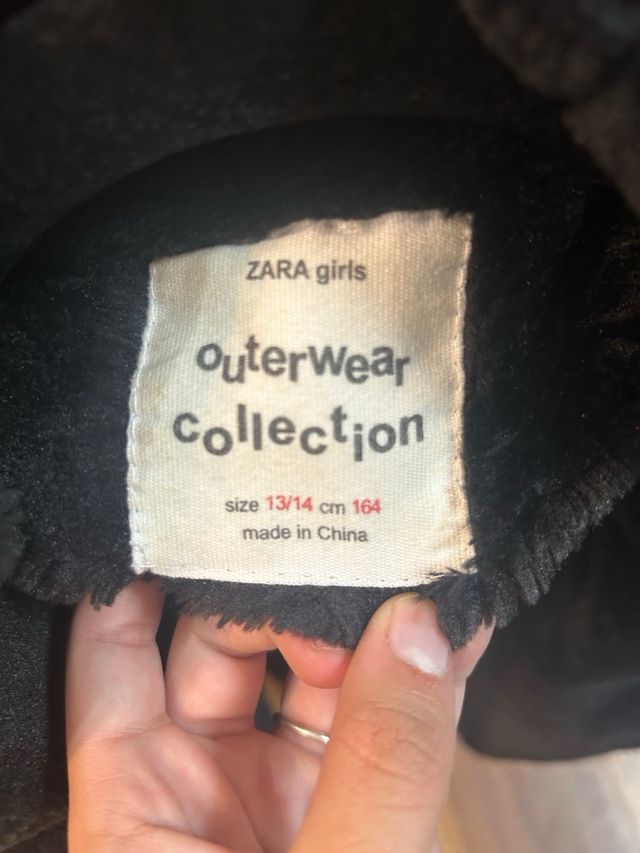 ZARA girls
outerwear
collection
size 13/14 cm 164
made in China